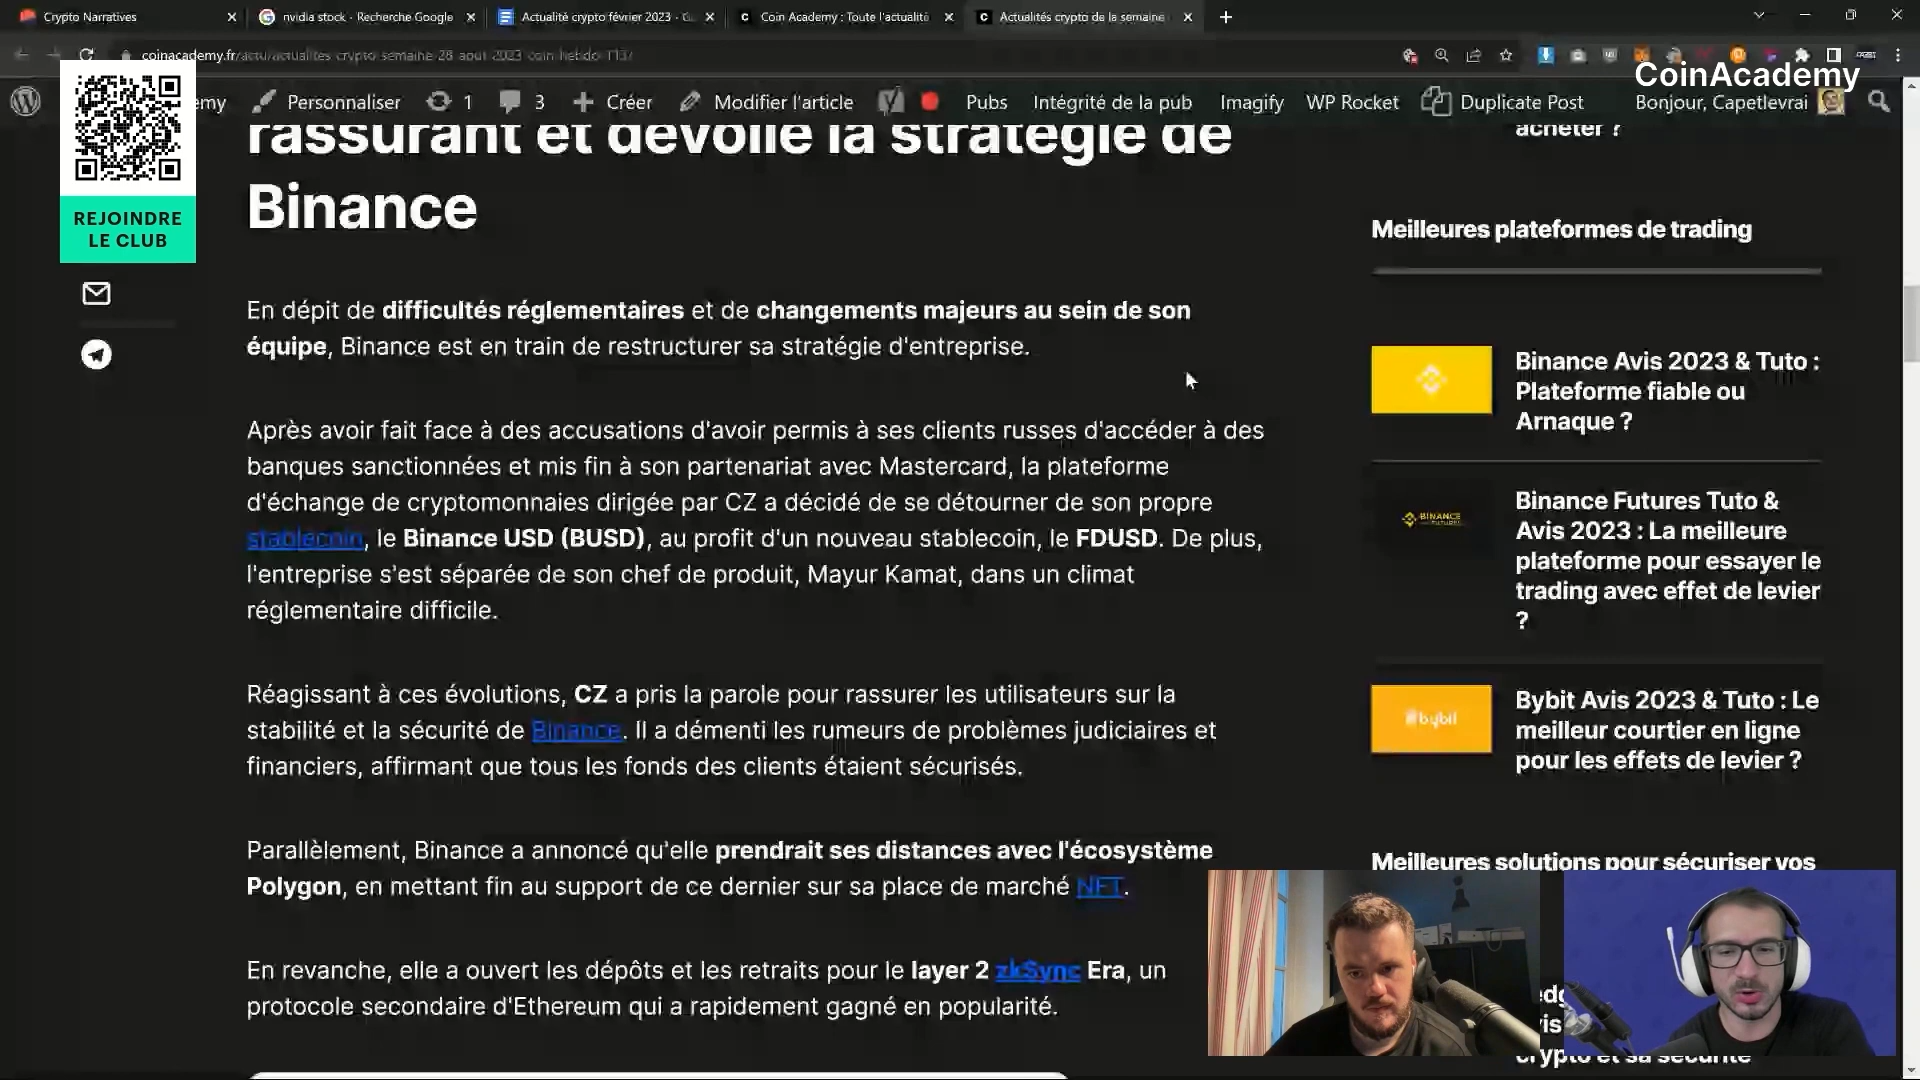 Crypto Narratives
nvidia stock - Recherche Google
Actualité crypto février 2023 - G
Coin Academy : Toute l'actualité
Actualités crypto de la semaine
coinacademy.fr/actu/actualites-crypto-semaine-28-aout-2023-coin-hebdo-113/
CoinAcademy
Personnaliser
1
3
Créer
Modifier l'article
Pubs
Intégrité de la pub
Imagify
WP Rocket
Duplicate Post
Bonjour, Capetlevrai
REJOINDRE
LE CLUB
rassurant et dévoile la stratégie de
Binance
En dépit de difficultés réglementaires et de changements majeurs au sein de son
équipe, Binance est en train de restructurer sa stratégie d'entreprise.
Après avoir fait face à des accusations d'avoir permis à ses clients russes d'accéder à des
banques sanctionnées et mis fin à son partenariat avec Mastercard, la plateforme
d'échange de cryptomonnaies dirigée par CZ a décidé de se détourner de son propre
stablecoin, le Binance USD (BUSD), au profit d'un nouveau stablecoin, le FDUSD. De plus,
l'entreprise s'est séparée de son chef de produit, Mayur Kamat, dans un climat
réglementaire difficile.
Réagissant à ces évolutions, CZ a pris la parole pour rassurer les utilisateurs sur la
stabilité et la sécurité de Binance. Il a démenti les rumeurs de problèmes judiciaires et
financiers, affirmant que tous les fonds des clients étaient sécurisés.
Parallèlement, Binance a annoncé qu'elle prendrait ses distances avec l'écosystème
Polygon, en mettant fin au support de ce dernier sur sa place de marché NFT.
En revanche, elle a ouvert les dépôts et les retraits pour le layer 2 zkSync Era, un
protocole secondaire d'Ethereum qui a rapidement gagné en popularité.
acheter ?
Meilleures plateformes de trading
Binance Avis 2023 & Tuto :
Plateforme fiable ou
Arnaque ?
BINANCE
FUTURES
Binance Futures Tuto &
Avis 2023 : La meilleure
plateforme pour essayer le
trading avec effet de levier
?
bybit
Bybit Avis 2023 & Tuto : Le
meilleur courtier en ligne
pour les effets de levier ?
Meilleures solutions pour sécuriser vos
crypto et sa sécurité